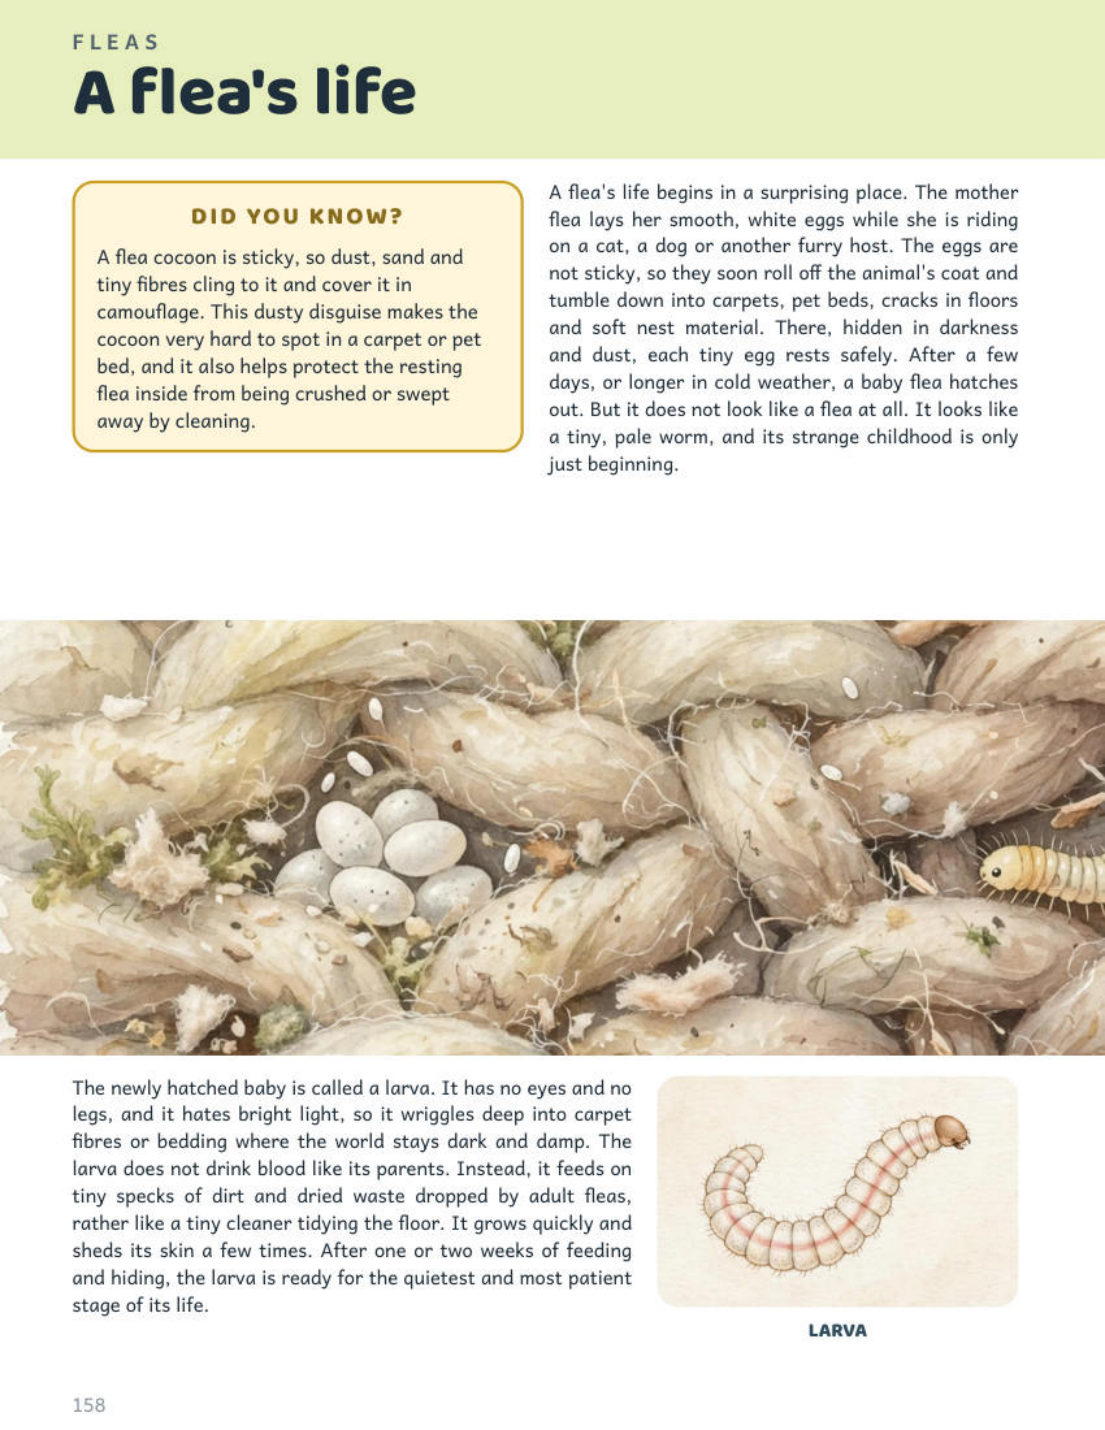 FLEAS
A flea's life
DID YOU KNOW?
A flea cocoon is sticky, so dust, sand and
tiny fibres cling to it and cover it in
camouflage. This dusty disguise makes the
cocoon very hard to spot in a carpet or pet
bed, and it also helps protect the resting
flea inside from being crushed or swept
away by cleaning.
A flea's life begins in a surprising place. The mother
flea lays her smooth, white eggs while she is riding
on a cat, a dog or another furry host. The eggs are
not sticky, so they soon roll off the animal's coat and
tumble down into carpets, pet beds, cracks in floors
and soft nest material. There, hidden in darkness
and dust, each tiny egg rests safely. After a few
days, or longer in cold weather, a baby flea hatches
out. But it does not look like a flea at all. It looks like
a tiny, pale worm, and its strange childhood is only
just beginning.
The newly hatched baby is called a larva. It has no eyes and no
legs, and it hates bright light, so it wriggles deep into carpet
fibres or bedding where the world stays dark and damp. The
larva does not drink blood like its parents. Instead, it feeds on
tiny specks of dirt and dried waste dropped by adult fleas,
rather like a tiny cleaner tidying the floor. It grows quickly and
sheds its skin a few times. After one or two weeks of feeding
and hiding, the larva is ready for the quietest and most patient
stage of its life.
LARVA
158